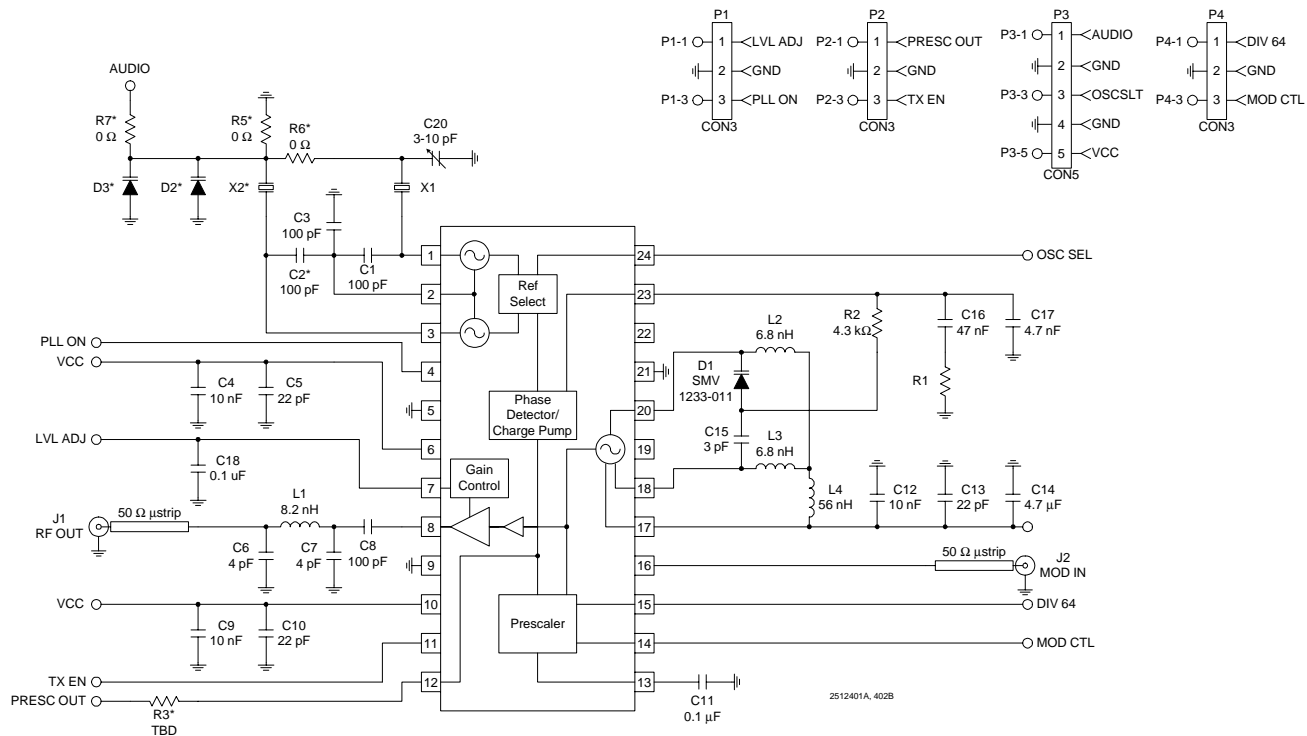 P1
P1-1 1 LVL ADJ
2 GND
P1-3 3 PLL ON
CON3
P2
P2-1 1 PRESC OUT
2 GND
P2-3 3 TX EN
CON3
P3
P3-1 1 AUDIO
2 GND
P3-3 3 OSCSLT
4 GND
P3-5 5 VCC
CON5
P4
P4-1 1 DIV 64
2 GND
P4-3 3 MOD CTL
CON3
AUDIO
R7*
0 Ω
R5*
0 Ω
R6*
0 Ω
C20
3-10 pF
D3*
D2*
X2*
X1
C3
100 pF
C2*
100 pF
C1
100 pF
PLL ON
VCC
C4
10 nF
C5
22 pF
LVL ADJ
C18
0.1 uF
J1
RF OUT
50 Ω µstrip
L1
8.2 nH
C6
4 pF
C7
4 pF
C8
100 pF
VCC
C9
10 nF
C10
22 pF
TX EN
PRESC OUT
R3*
TBD
1
2
3
4
5
6
7
8
9
10
11
12
Ref
Select
Phase
Detector/
Charge Pump
Gain
Control
Prescaler
24
23
22
21
20
19
18
17
16
15
14
13
OSC SEL
R2
4.3 kΩ
C16
47 nF
C17
4.7 nF
R1
L2
6.8 nH
D1
SMV
1233-011
C15
3 pF
L3
6.8 nH
L4
56 nH
C12
10 nF
C13
22 pF
C14
4.7 µF
50 Ω µstrip
J2
MOD IN
DIV 64
MOD CTL
C11
0.1 µF
2512401A, 402B